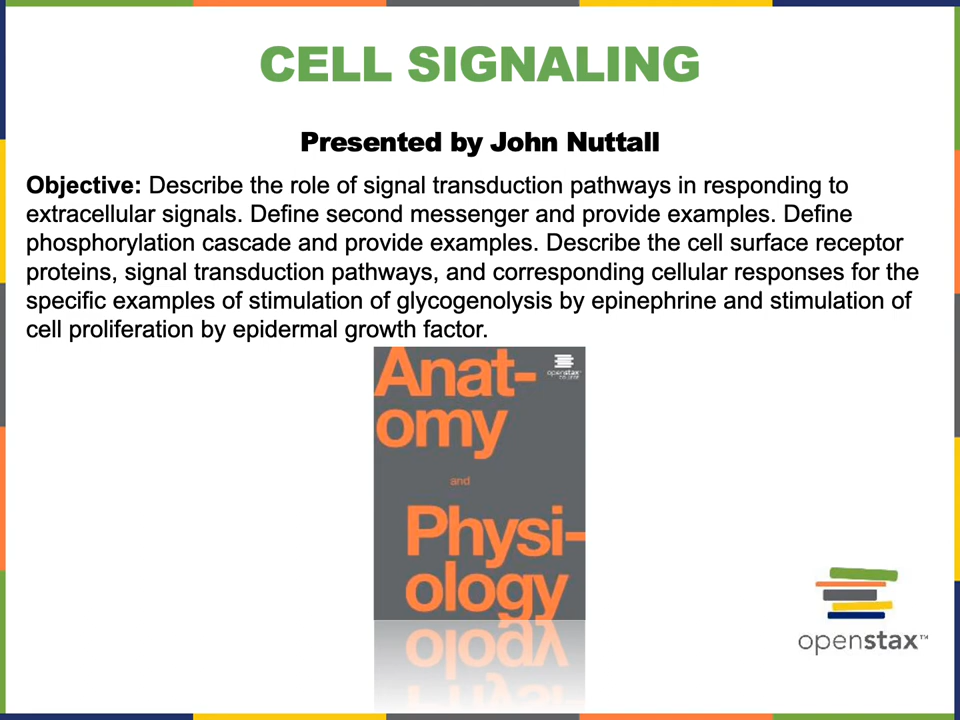 CELL SIGNALING
Presented by John Nuttall
Objective: Describe the role of signal transduction pathways in responding to
extracellular signals. Define second messenger and provide examples. Define
phosphorylation cascade and provide examples. Describe the cell surface receptor
proteins, signal transduction pathways, and corresponding cellular responses for the
specific examples of stimulation of glycogenolysis by epinephrine and stimulation of
cell proliferation by epidermal growth factor.
Anat-
openstax
COLLEGE
omy
and
Physi-
ology
openstax™